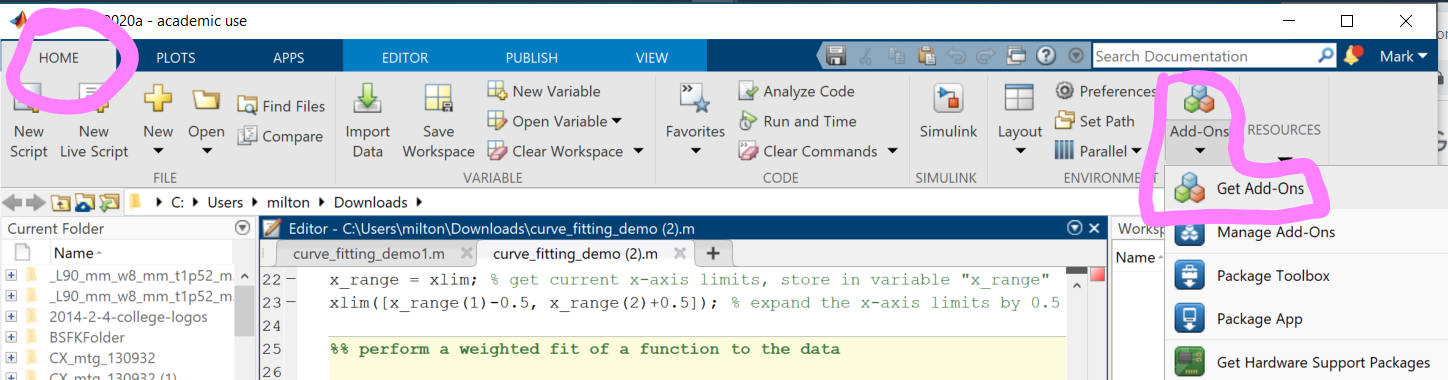 2020a - academic use
HOME PLOTS APPS EDITOR PUBLISH VIEW Search Documentation Mark
New Script
New Live Script
New
Open
Find Files
Compare
FILE
Import Data
Save Workspace
New Variable
Open Variable
Clear Workspace
VARIABLE
Favorites
Analyze Code
Run and Time
Clear Commands
CODE
Simulink
SIMULINK
Layout
Preferences
Set Path
Parallel
ENVIRONMENT
Add-Ons
RESOURCES
Get Add-Ons
Manage Add-Ons
Package Toolbox
Package App
Get Hardware Support Packages
C: Users milton Downloads
Current Folder
Name
_L90_mm_w8_mm_t1p52_m
_L90_mm_w8_mm_t1p52_m
2014-2-4-college-logos
BSFKFolder
CX_mtg_130932
CX_mtg_130932 (1)
Editor - C:\Users\milton\Downloads\curve_fitting_demo (2).m
curve_fitting_demo1.m curve_fitting_demo (2).m
22 – x_range = xlim; % get current x-axis limits, store in variable "x_range"
23 – xlim([x_range(1)-0.5, x_range(2)+0.5]); % expand the x-axis limits by 0.5
24
25 %% perform a weighted fit of a function to the data
26
Name